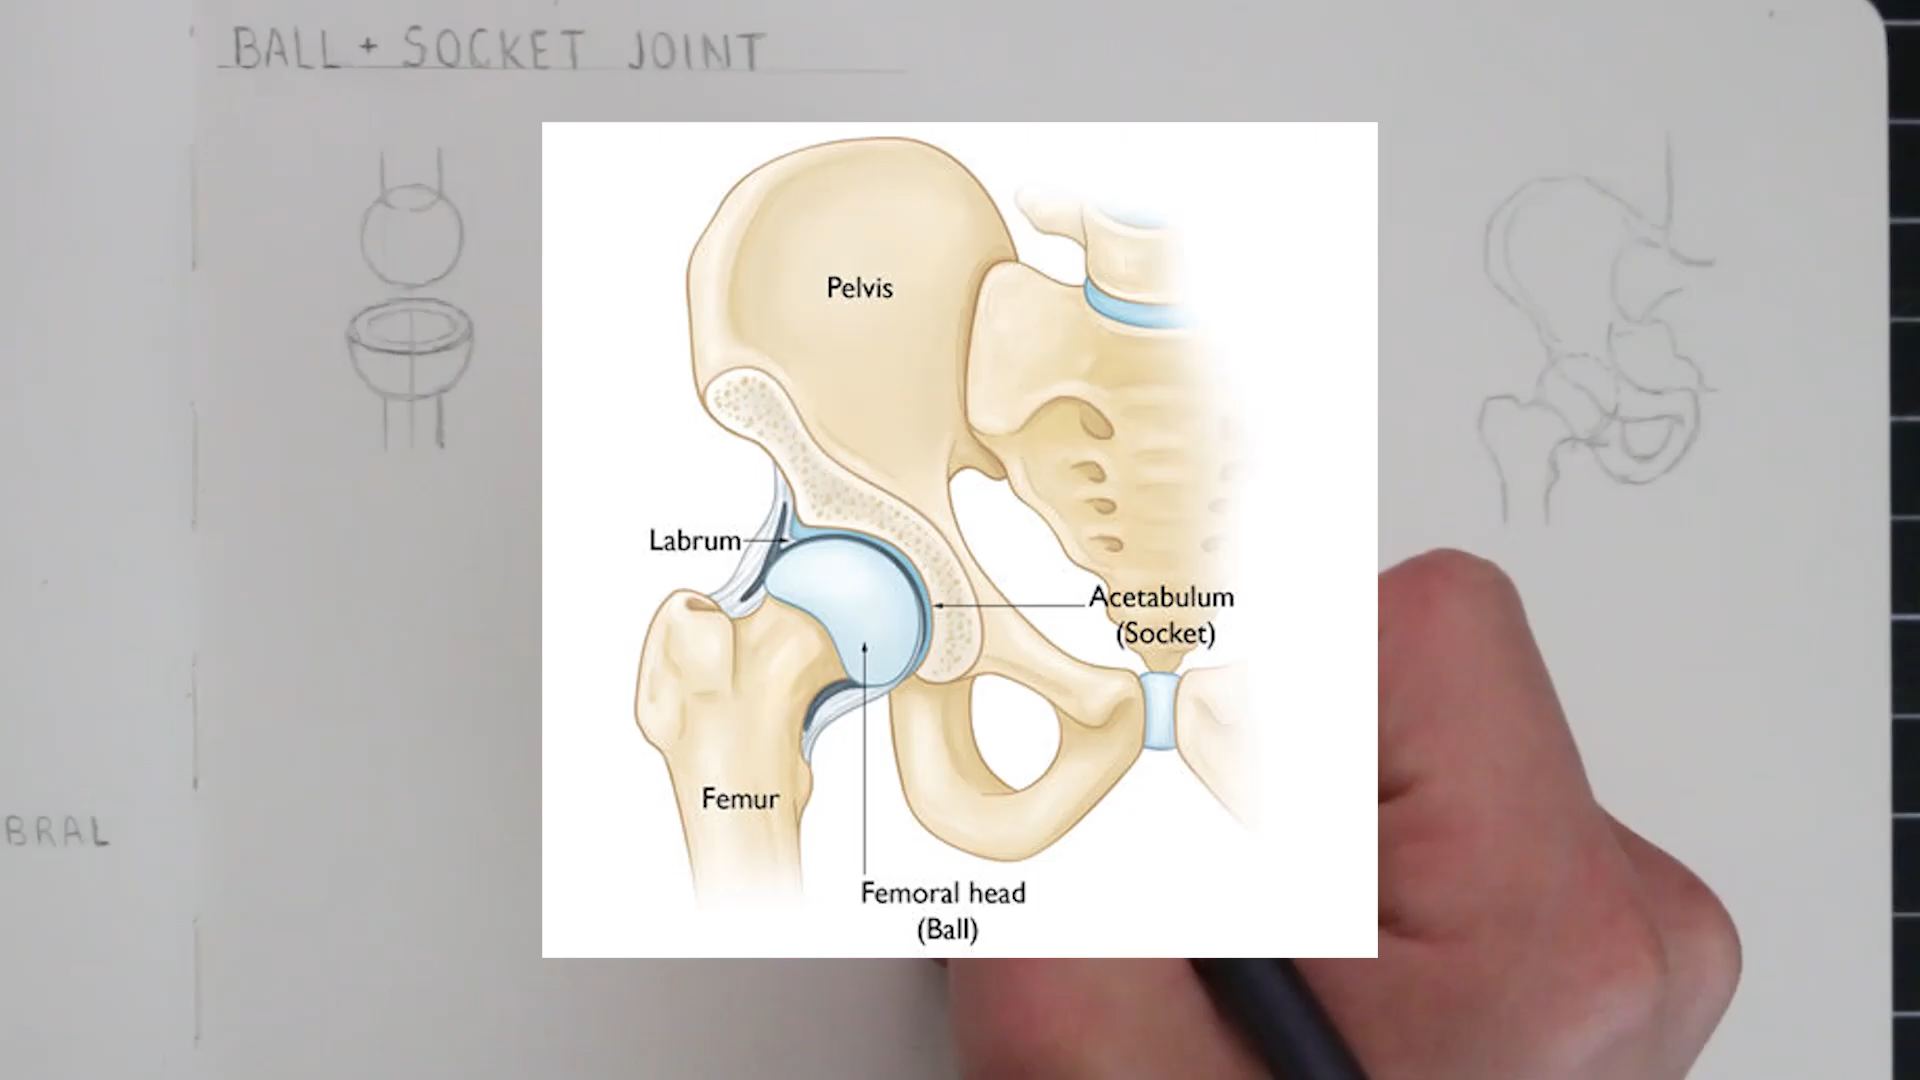 BALL + SOCKET JOINT
Pelvis
Labrum
Acetabulum
(Socket)
Femur
BRAL
Femoral head
(Ball)